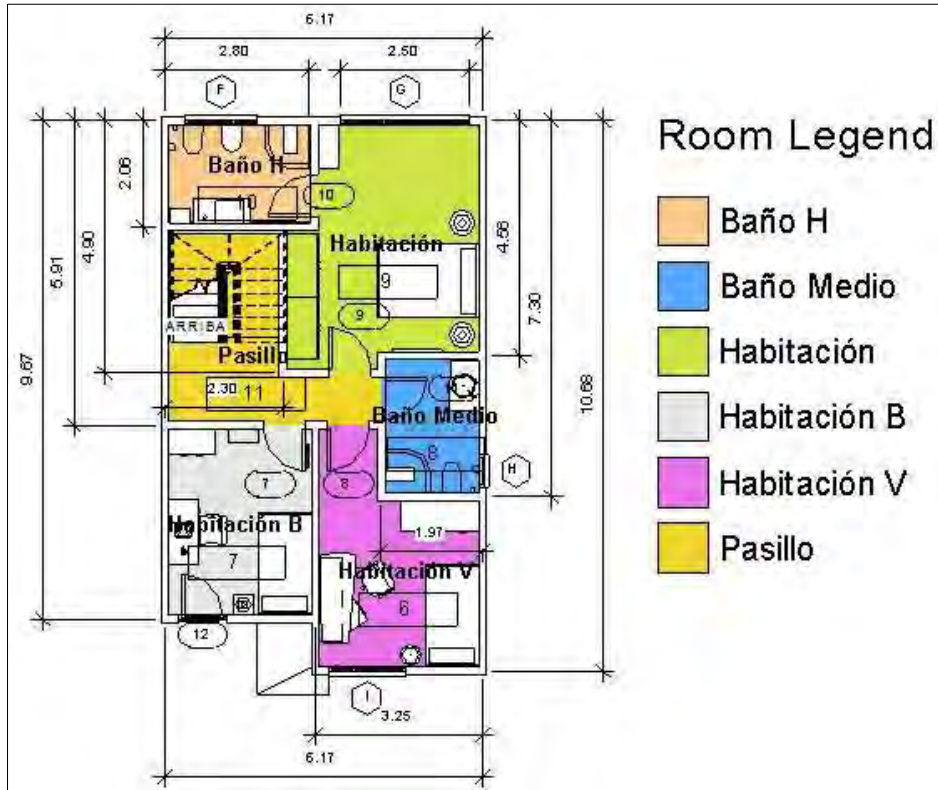 6.17
2.80
2.50
F
G
Baño H
10
2.06
Habitación
4.90
5.91
9.67
4.56
7.30
10.68
9
9
ARRIBA
Pasillo
2.30
11
Baño Medio
8
H
7
8
Habitación B
7
1.97
Habitación V
6
12
I
3.25
6.17
Room Legend
Baño H
Baño Medio
Habitación
Habitación B
Habitación V
Pasillo